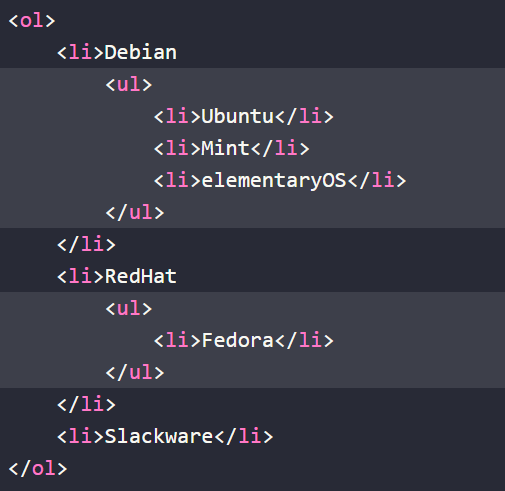 <ol>
    <li>Debian
        <ul>
            <li>Ubuntu</li>
            <li>Mint</li>
            <li>elementaryOS</li>
        </ul>
    </li>
    <li>RedHat
        <ul>
            <li>Fedora</li>
        </ul>
    </li>
    <li>Slackware</li>
</ol>